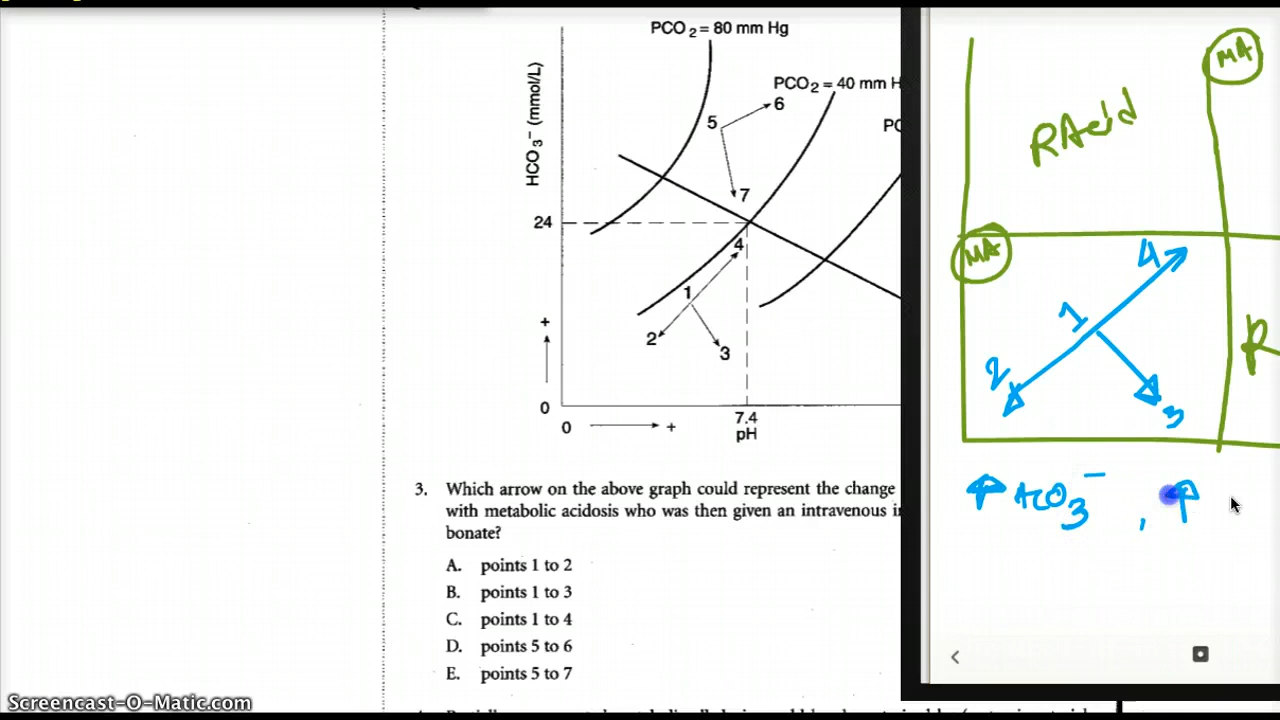 PCO2 = 80 mm Hg
PCO2 = 40 mm H
PC
HCO3− (mmol/L)
5
6
7
24
4
1
2
3
+
0
0
+
7.4
pH
3. Which arrow on the above graph could represent the change
with metabolic acidosis who was then given an intravenous i
bonate?
A. points 1 to 2
B. points 1 to 3
C. points 1 to 4
D. points 5 to 6
E. points 5 to 7
MA
RAcid
MA
4
1
2
3
R
↑ HCO3− , ↑
Screencast-O-Matic.com